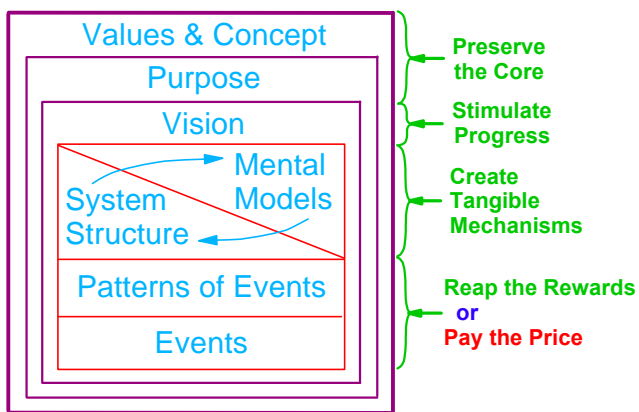 Values & Concept
Purpose
Vision
Mental
Models
System
Structure
Patterns of Events
Events
Preserve
the Core
Stimulate
Progress
Create
Tangible
Mechanisms
Reap the Rewards
or
Pay the Price